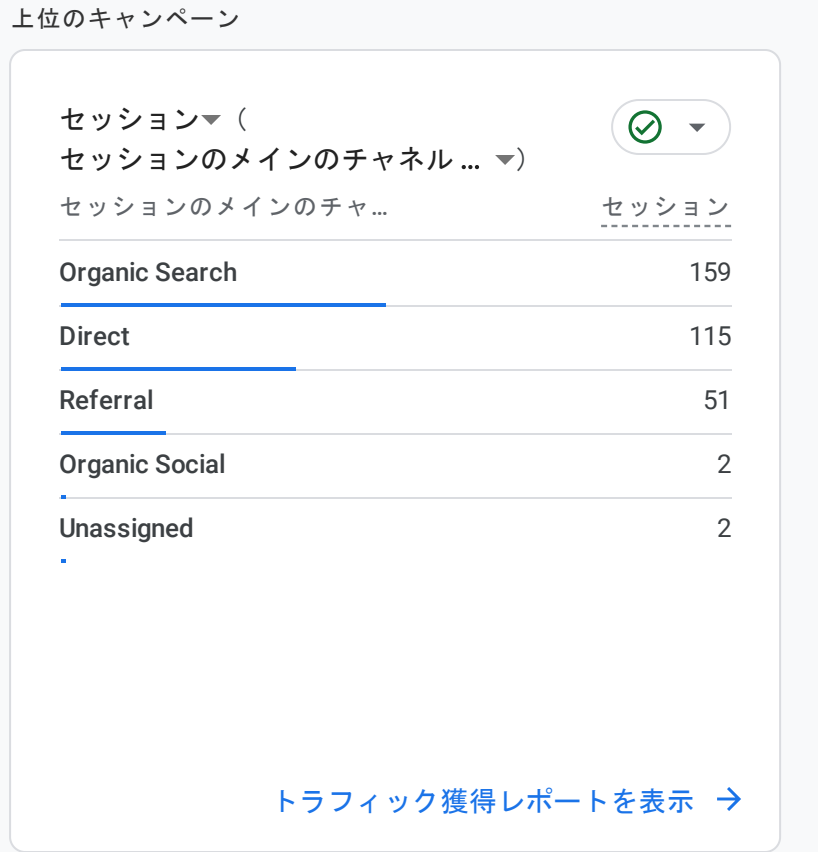 上位のキャンペーン
セッション (
セッションのメインのチャネル ... )
セッションのメインのチャ... セッション
Organic Search 159
Direct 115
Referral 51
Organic Social 2
Unassigned 2
トラフィック獲得レポートを表示